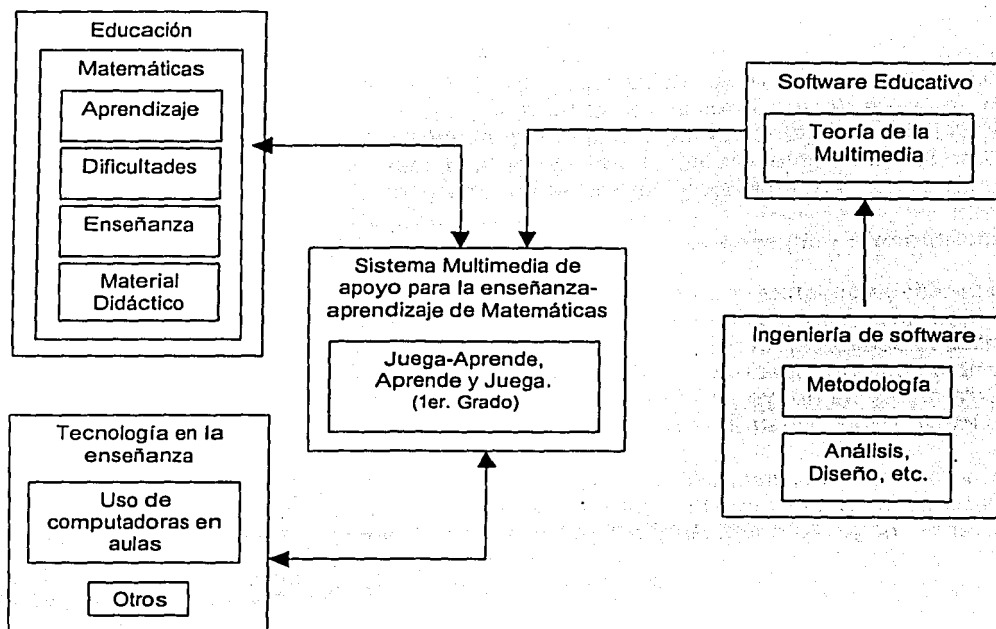 Educación
Matemáticas
Aprendizaje
Dificultades
Enseñanza
Material
Didáctico
Software Educativo
Teoría de la
Multimedia
Sistema Multimedia de
apoyo para la enseñanza-
aprendizaje de Matemáticas
Juega-Aprende,
Aprende y Juega.
(1er. Grado)
Ingeniería de software
Metodología
Análisis,
Diseño, etc.
Tecnología en la
enseñanza
Uso de
computadoras en
aulas
Otros